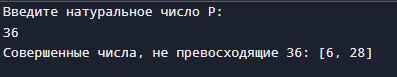 Введите натуральное число P:
36
Совершенные числа, не превосходящие 36: [6, 28]